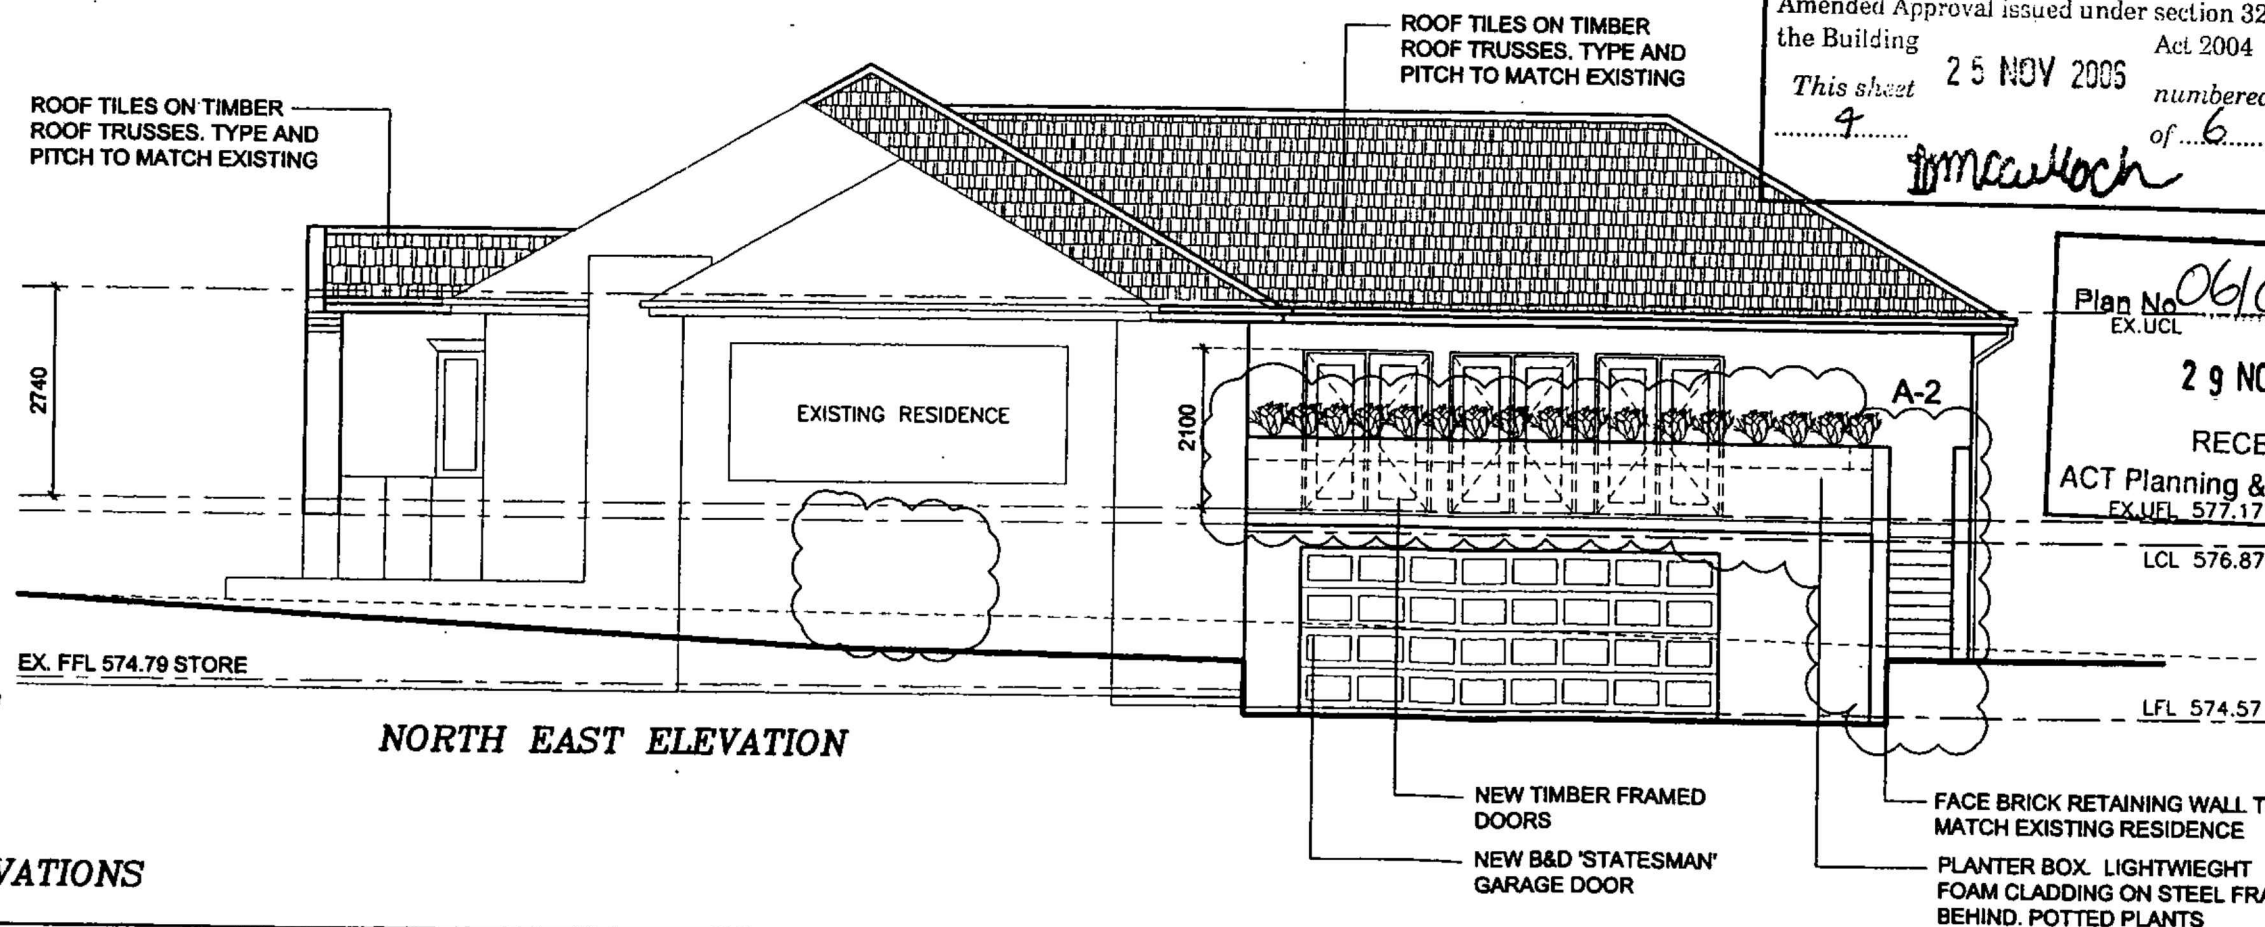 ROOF TILES ON TIMBER
ROOF TRUSSES. TYPE AND
PITCH TO MATCH EXISTING
ROOF TILES ON TIMBER
ROOF TRUSSES. TYPE AND
PITCH TO MATCH EXISTING
Amended Approval issued under section 32
the Building Act 2004
This sheet 25 NOV 2006 numbered
4 of 6
DMcCulloch
Plan No 06/
EX.UCL
29 NO
RECE
ACT Planning &
EX.UFL 577.17
LCL 576.87
LFL 574.57
2740
EXISTING RESIDENCE
2100
A-2
EX. FFL 574.79 STORE
NORTH EAST ELEVATION
NEW TIMBER FRAMED
DOORS
NEW B&D 'STATESMAN'
GARAGE DOOR
FACE BRICK RETAINING WALL T
MATCH EXISTING RESIDENCE
PLANTER BOX. LIGHTWIEGHT
FOAM CLADDING ON STEEL FRA
BEHIND. POTTED PLANTS
VATIONS